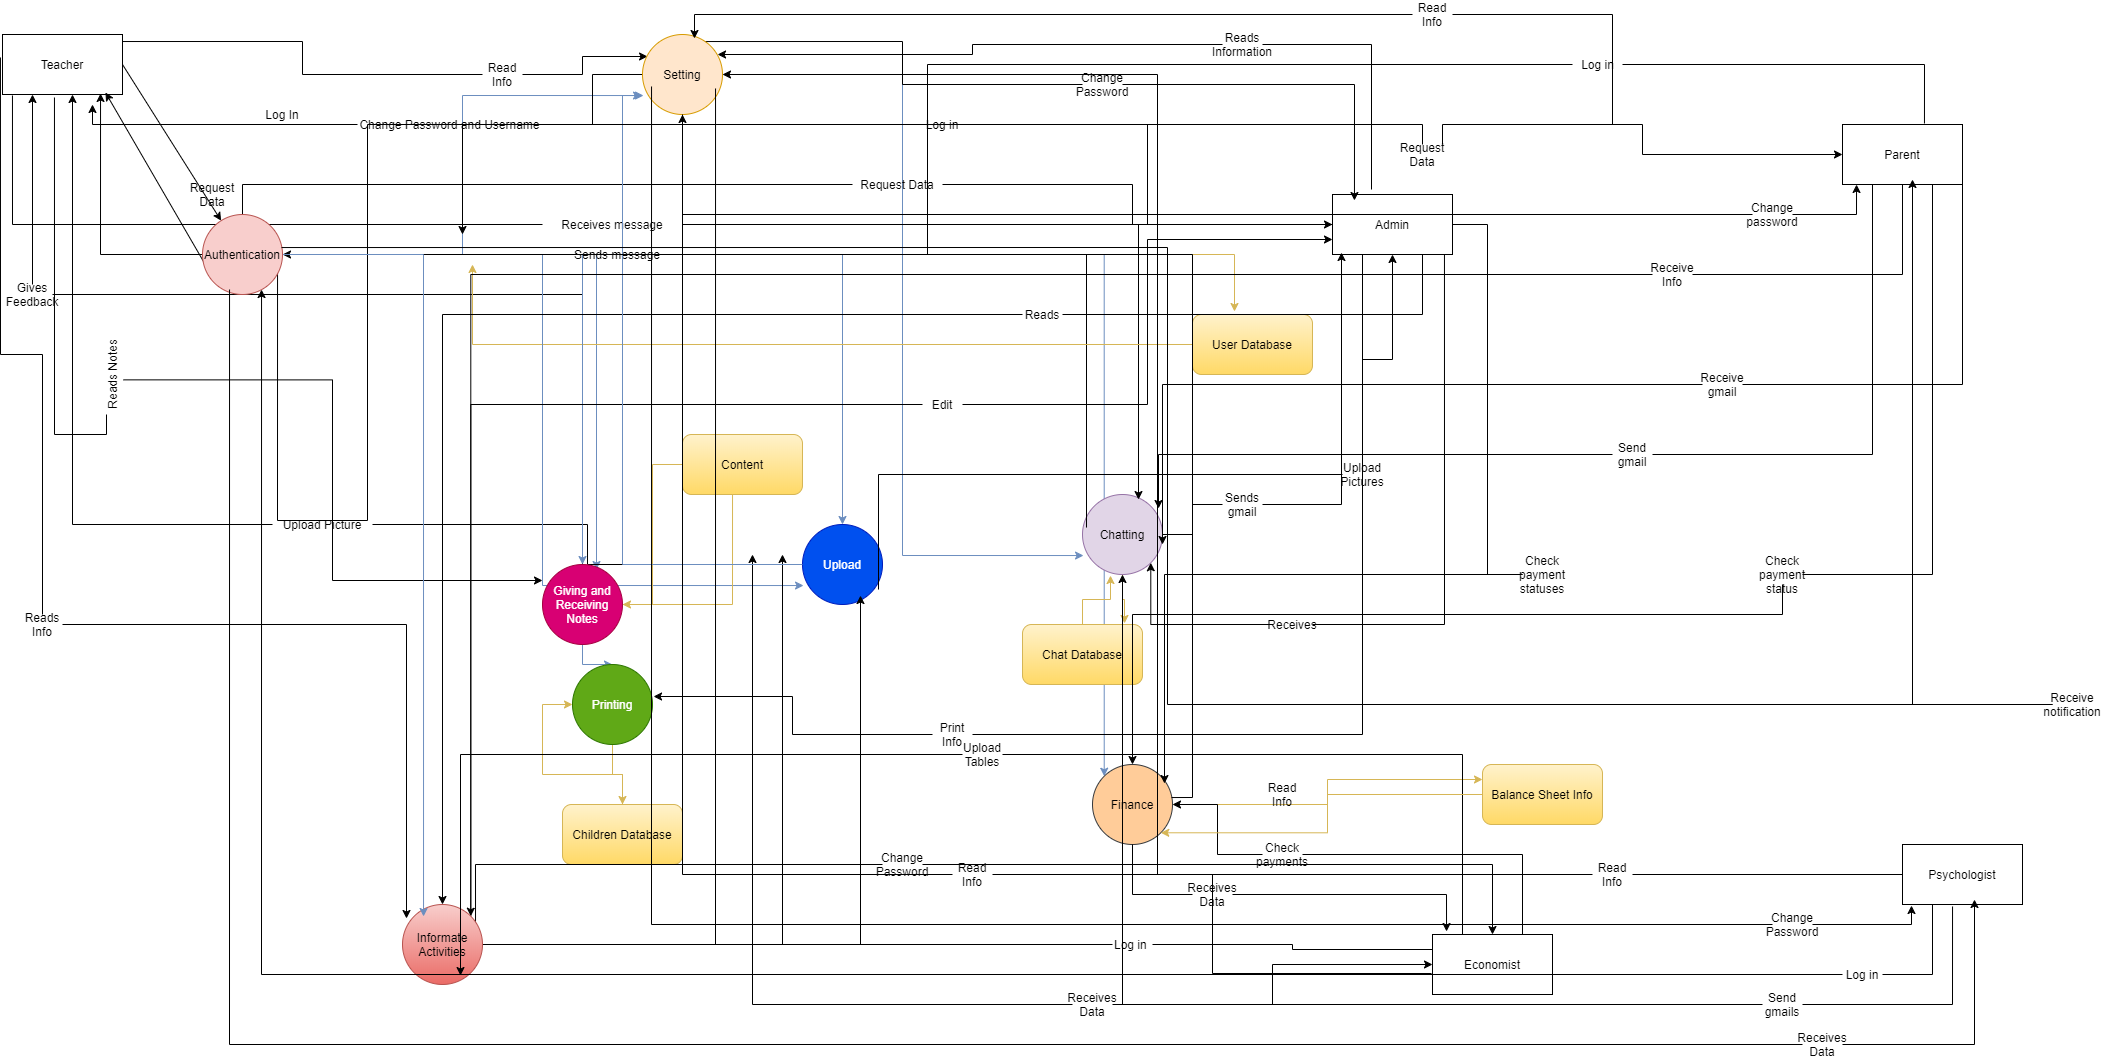 Read
Info
Reads
Information
Teacher
Setting
Read
Info
Log in
Change
Password
Log In
Change Password and Username
Log in
Request
Data
Parent
Request
Data
Request Data
Change
password
Receives message
Admin
Authentication
Sends message
Receive
Info
Gives
Feedback
Reads
User Database
Reads Notes
Receive
gmail
Edit
Content
Send
gmail
Upload
Pictures
Sends
gmail
Upload Picture
Chatting
Upload
Check
payment
statuses
Check
payment
status
Giving and
Receiving
Notes
Reads
Info
Receives
Chat Database
Printing
Receive
notification
Print
Info
Upload
Tables
Read
Info
Finance
Balance Sheet Info
Children Database
Check
payments
Change
Password
Read
Info
Read
Info
Psychologist
Receives
Data
Change
Password
Informate
Activities
Log in
Economist
Log in
Receives
Data
Send
gmails
Receives
Data